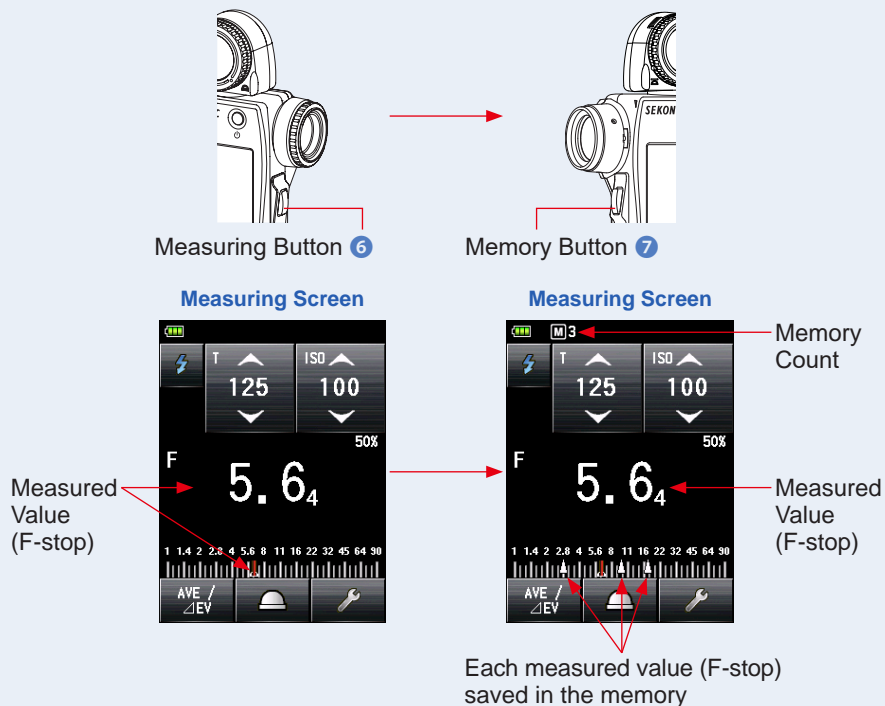 SEKON
Measuring Button 6
Memory Button 7
Measuring Screen
T
125
ISO
100
50%
F
5.6 4
1 1.4 2 2.8 4 5.6 8 11 16 22 32 45 64 90
AVE /
⊿EV
Measured
Value
(F-stop)
Measuring Screen
M 3
Memory
Count
T
125
ISO
100
50%
F
5.6 4
Measured
Value
(F-stop)
1 1.4 2 2.8 4 5.6 8 11 16 22 32 45 64 90
AVE /
⊿EV
Each measured value (F-stop)
saved in the memory